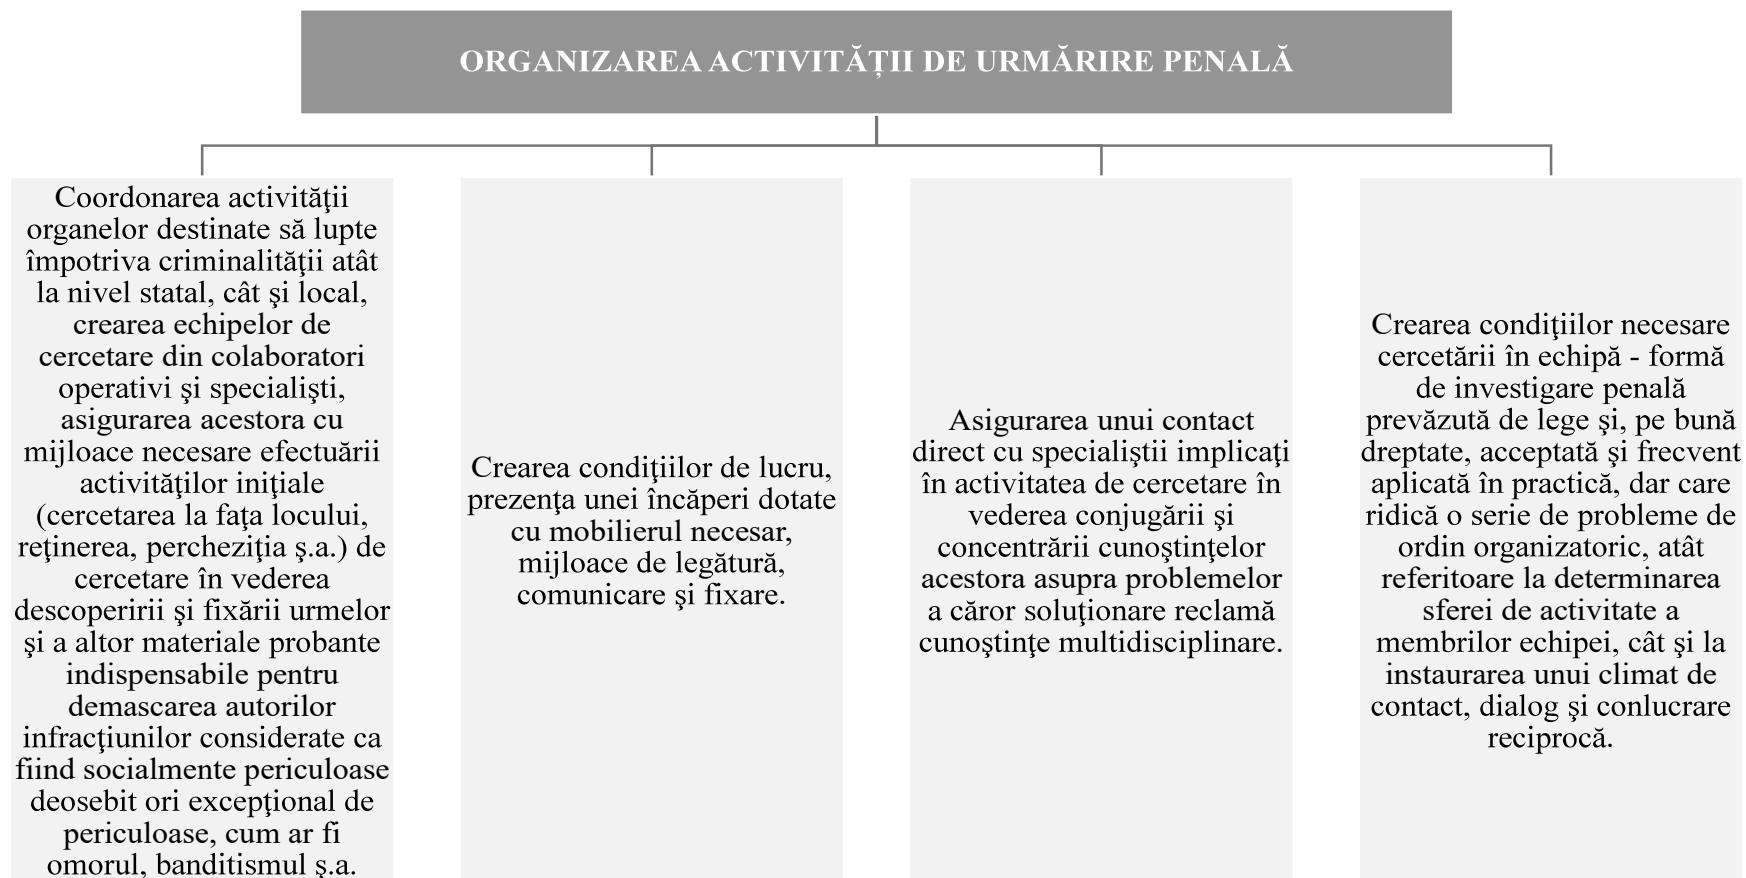 ORGANIZAREA ACTIVITĂȚII DE URMĂRIRE PENALĂ
Coordonarea activităţii
organelor destinate să lupte
împotriva criminalităţii atât
la nivel statal, cât şi local,
crearea echipelor de
cercetare din colaboratori
operativi şi specialişti,
asigurarea acestora cu
mijloace necesare efectuării
activităţilor iniţiale
(cercetarea la faţa locului,
reţinerea, percheziţia ş.a.) de
cercetare în vederea
descoperirii şi fixării urmelor
şi a altor materiale probante
indispensabile pentru
demascarea autorilor
infracţiunilor considerate ca
fiind socialmente periculoase
deosebit ori excepţional de
periculoase, cum ar fi
omorul, banditismul ş.a.
Crearea condiţiilor de lucru,
prezenţa unei încăperi dotate
cu mobilierul necesar,
mijloace de legătură,
comunicare şi fixare.
Asigurarea unui contact
direct cu specialiştii implicaţi
în activitatea de cercetare în
vederea conjugării şi
concentrării cunoştinţelor
acestora asupra problemelor
a căror soluţionare reclamă
cunoştinţe multidisciplinare.
Crearea condiţiilor necesare
cercetării în echipă - formă
de investigare penală
prevăzută de lege şi, pe bună
dreptate, acceptată şi frecvent
aplicată în practică, dar care
ridică o serie de probleme de
ordin organizatoric, atât
referitoare la determinarea
sferei de activitate a
membrilor echipei, cât şi la
instaurarea unui climat de
contact, dialog şi conlucrare
reciprocă.